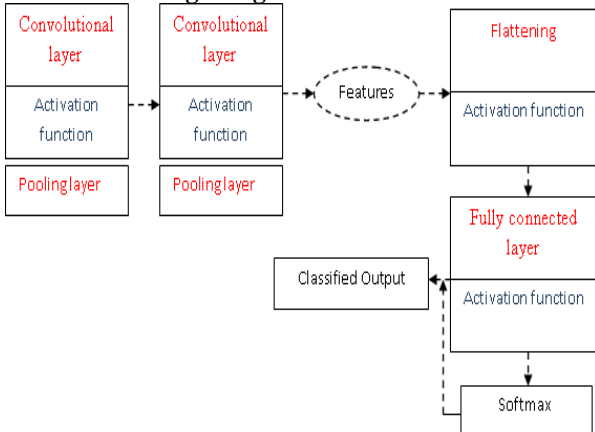 Convolutional
layer
Activation
function
Pooling layer
Convolutional
layer
Activation
function
Pooling layer
Features
Flattening
Activation function
Fully connected
layer
Activation function
Classified Output
Softmax